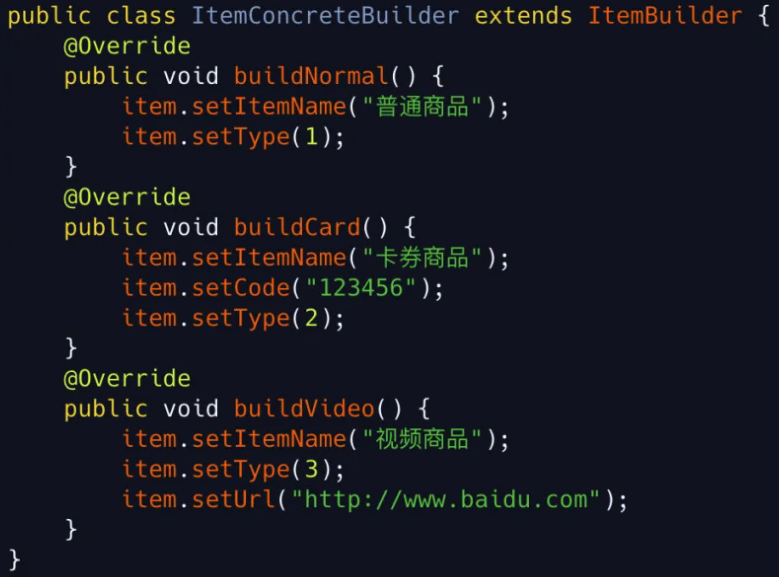 public class ItemConcreteBuilder extends ItemBuilder {
    @Override
    public void buildNormal() {
        item.setItemName("普通商品");
        item.setType(1);
    }
    @Override
    public void buildCard() {
        item.setItemName("卡券商品");
        item.setCode("123456");
        item.setType(2);
    }
    @Override
    public void buildVideo() {
        item.setItemName("视频商品");
        item.setType(3);
        item.setUrl("http://www.baidu.com");
    }
}